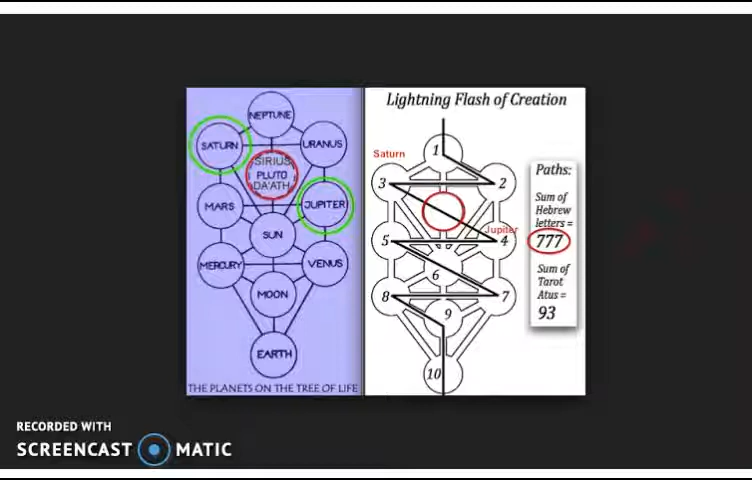 NEPTUNE
SATURN
URANUS
SIRIUS
PLUTO
DA'ATH
MARS
JUPITER
SUN
MERCURY
VENUS
MOON
EARTH
THE PLANETS ON THE TREE OF LIFE
Lightning Flash of Creation
1
Saturn
3
2
Jupiter
5
4
6
8
7
9
10
Paths:
Sum of
Hebrew
letters =
777
Sum of
Tarot
Atus =
93
RECORDED WITH
SCREENCAST MATIC